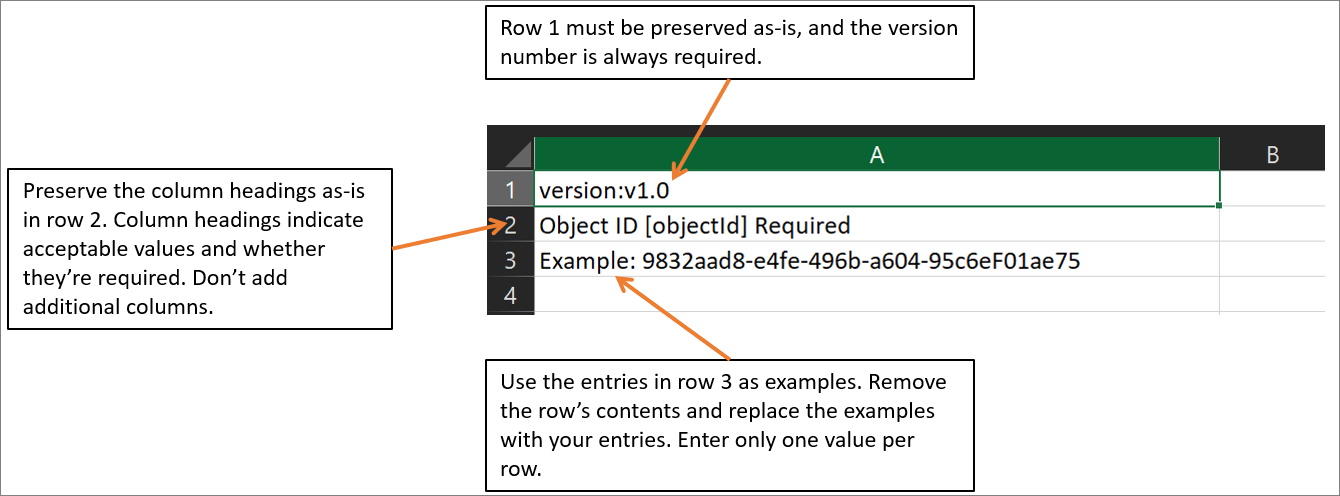 Row 1 must be preserved as-is, and the version
number is always required.
A
B
1
version:v1.0
Preserve the column headings as-is
in row 2. Column headings indicate
acceptable values and whether
they’re required. Don’t add
additional columns.
2
Object ID [objectId] Required
3
Example: 9832aad8-e4fe-496b-a604-95c6eF01ae75
4
Use the entries in row 3 as examples. Remove
the row’s contents and replace the examples
with your entries. Enter only one value per
row.